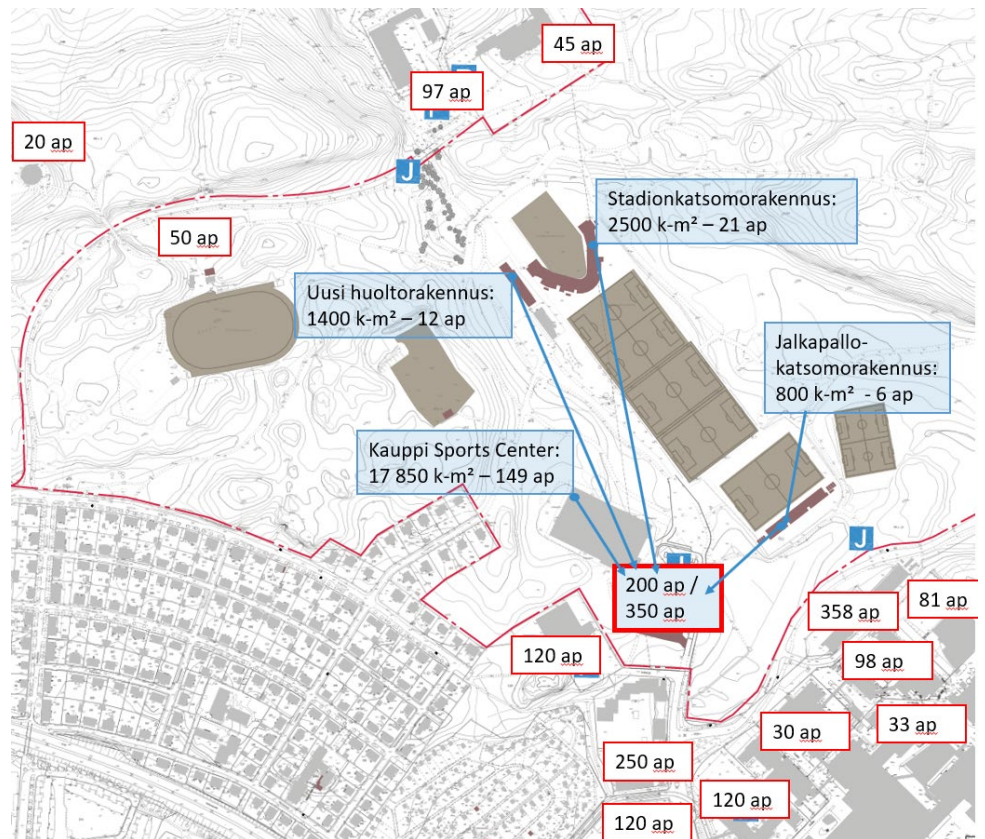 45 ap
97 ap
P
20 ap
J
Stadionkatsomorakennus:
2500 k-m² – 21 ap
50 ap
Uusi huoltorakennus:
1400 k-m² – 12 ap
Jalkapallo-
katsomorakennus:
800 k-m² - 6 ap
Kauppi Sports Center:
17 850 k-m² – 149 ap
J
J
200 ap /
350 ap
358 ap
81 ap
120 ap
98 ap
30 ap
33 ap
250 ap
120 ap
120 ap